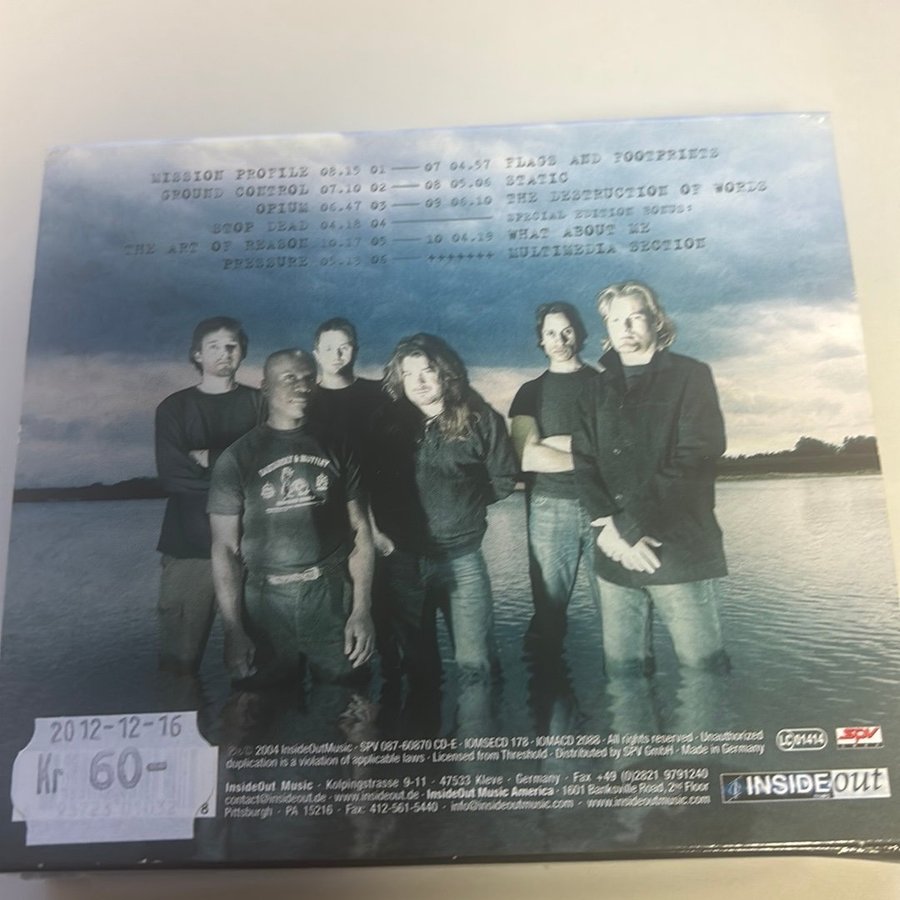 MISSION PROFILE 08.15 01 — 07 04.57 FLAGS AND FOOTPRINTS
GROUND CONTROL 07.10 02 — 08 05.06 STATIC
OPIUM 06.47 03 — 09 06.10 THE DESTRUCTION OF WORDS
STOP DEAD 04.18 04 — SPECIAL EDITION BONUS:
THE ART OF REASON 10.17 05 — 10 04.19 WHAT ABOUT ME
PRESSURE 05.13 06 — +++++++ MULTIMEDIA SECTION
2012-12-16
Kr 60-
8
℗ & © 2004 InsideOutMusic · SPV 087-60870 CD-E · IOMSECD 178 · IOMACD 2088 · All rights reserved · Unauthorized
duplication is a violation of applicable laws · Licensed from Threshold · Distributed by SPV GmbH · Made in Germany
InsideOut Music · Kolpingstrasse 9-11 · 47533 Kleve · Germany · Fax +49 (0)2821 9791240
contact@insideout.de · www.insideout.de · InsideOut Music America · 1601 Banksville Road, 2nd Floor
Pittsburgh · PA 15216 · Fax: 412-561-5440 · info@insideoutmusic.com · www.insideoutmusic.com
LC 01414
SPV
INSIDEOUT